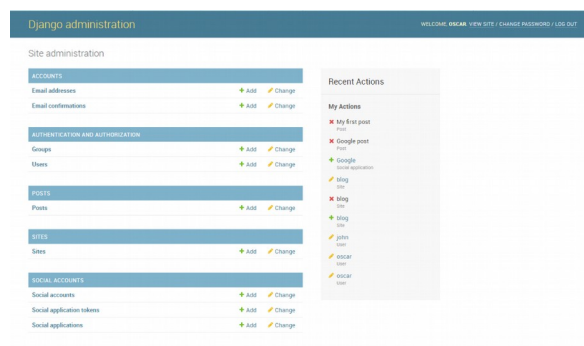 Django administration
WELCOME, OSCAR. VIEW SITE / CHANGE PASSWORD / LOG OUT
Site administration
ACCOUNTS
Email addresses + Add Change
Email confirmations + Add Change
AUTHENTICATION AND AUTHORIZATION
Groups + Add Change
Users + Add Change
POSTS
Posts + Add Change
SITES
Sites + Add Change
SOCIAL ACCOUNTS
Social accounts + Add Change
Social application tokens + Add Change
Social applications + Add Change
Recent Actions
My Actions
My first post
Post
Google post
Post
Google
Social application
blog
Site
blog
Site
blog
Site
john
User
oscar
User
oscar
User